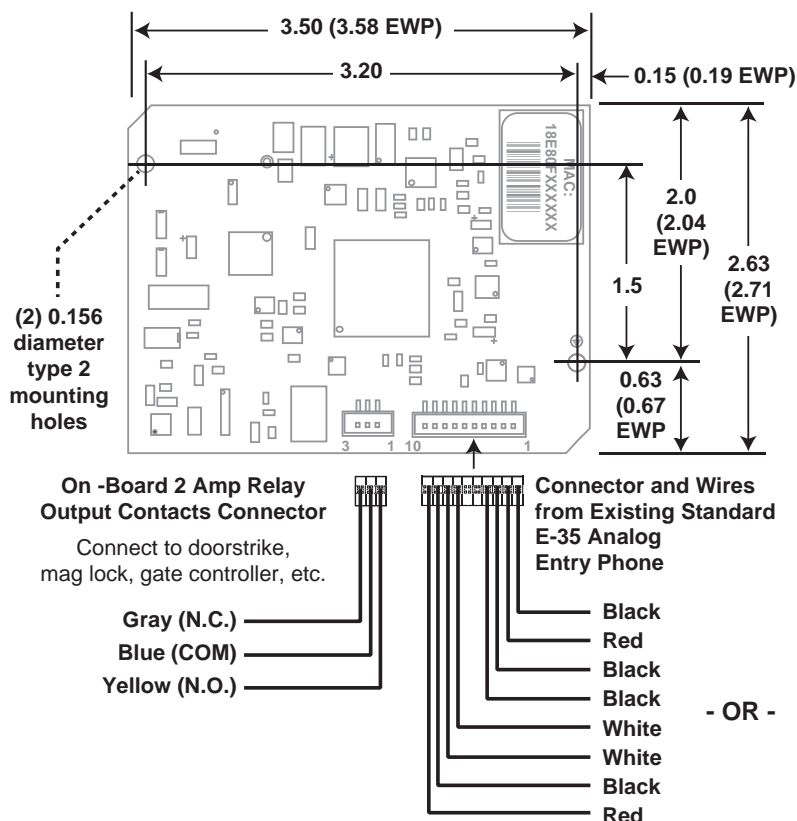 3.50 (3.58 EWP)
3.20
0.15 (0.19 EWP)
MAC:
18E80FXXXXXX
2.0
(2.04
EWP)
2.63
(2.71
EWP)
1.5
(2) 0.156
diameter
type 2
mounting
holes
0.63
(0.67
EWP
3 1 10 1
On -Board 2 Amp Relay
Output Contacts Connector
Connect to doorstrike,
mag lock, gate controller, etc.
Connector and Wires
from Existing Standard
E-35 Analog
Entry Phone
Gray (N.C.)
Blue (COM)
Yellow (N.O.)
Black
Red
Black
Black
White
White
Black
Red
- OR -